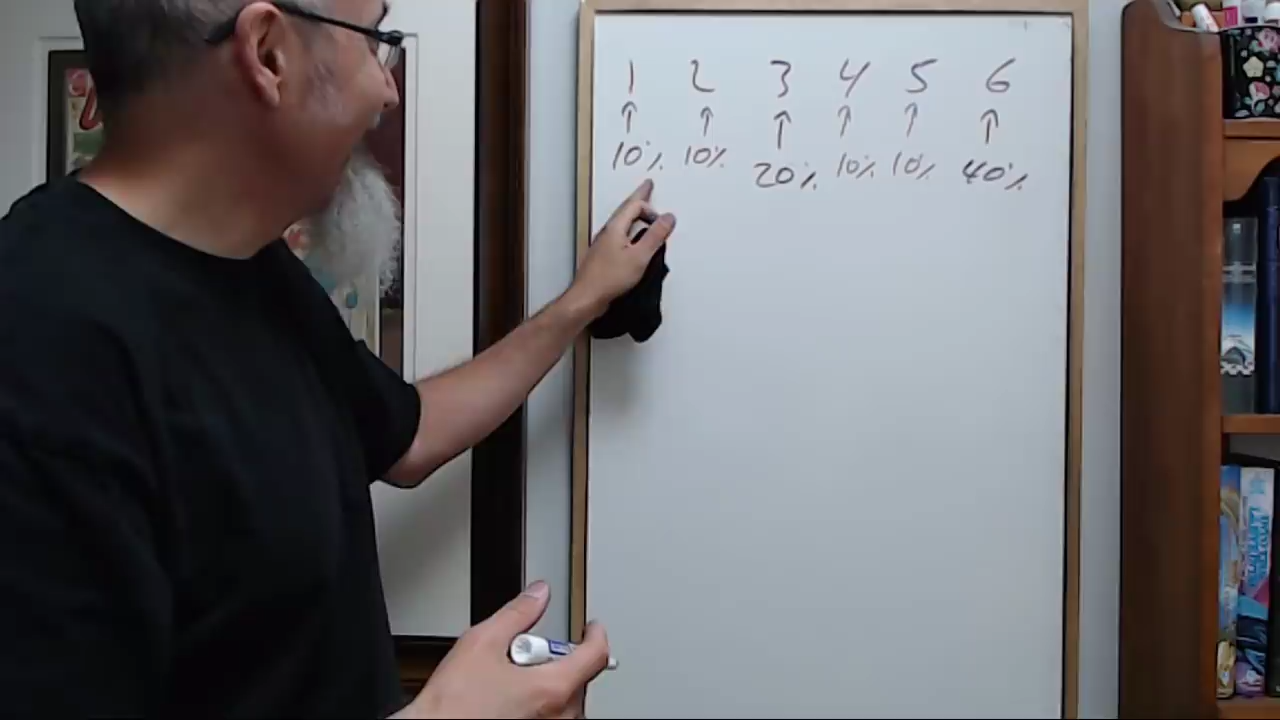 1 2 3 4 5 6
↑ ↑ ↑ ↑ ↑ ↑
10% 10% 20% 10% 10% 40%